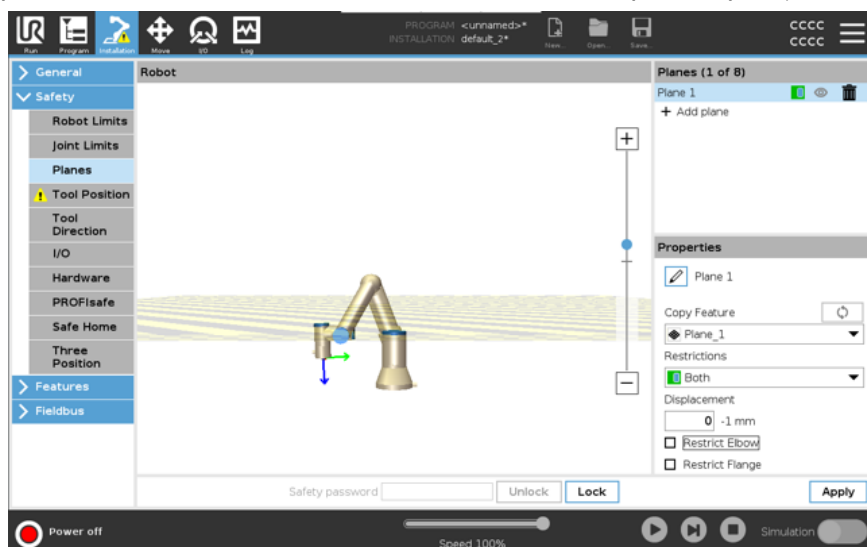 PROGRAM <unnamed>*
INSTALLATION default_2*
Run Program Installation Move I/O Log
New... Open... Save...
CCCC
CCCC
General
Safety
Robot Limits
Joint Limits
Planes
Tool Position
Tool
Direction
I/O
Hardware
PROFIsafe
Safe Home
Three
Position
Features
Fieldbus
Robot
Planes (1 of 8)
Plane 1
+ Add plane
Properties
Plane 1
Copy Feature
Plane_1
Restrictions
Both
Displacement
0 -1 mm
Restrict Elbow
Restrict Flange
Safety password Unlock Lock
Apply
Power off
Speed 100%
Simulation